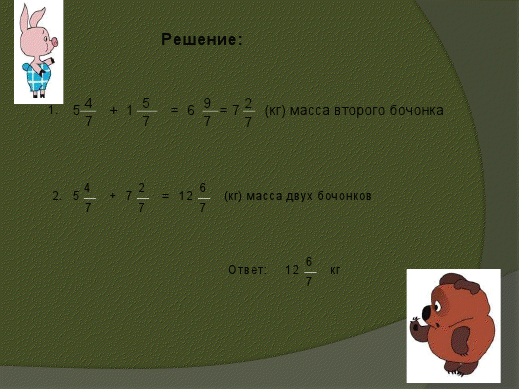 Решение:
1. 5 4/7 + 1 5/7 = 6 9/7 = 7 2/7 (кг) масса второго бочонка
2. 5 4/7 + 7 2/7 = 12 6/7 (кг) масса двух бочонков
Ответ: 12 6/7 кг